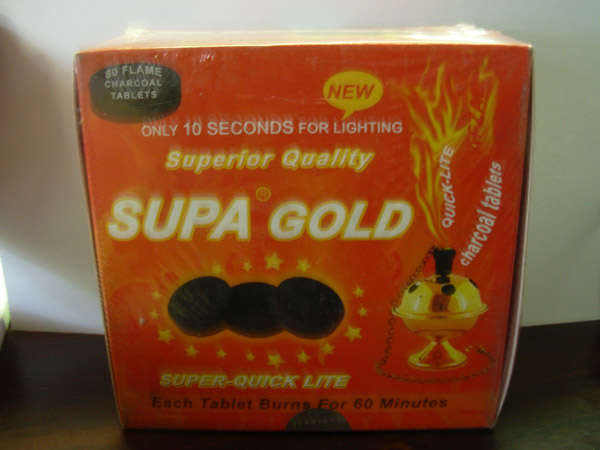 80 FLAME
CHARCOAL
TABLETS
NEW
ONLY 10 SECONDS FOR LIGHTING
Superior Quality
SUPA GOLD
®
QUICK-LITE
charcoal tablets
SUPER-QUICK LITE
Each Tablet Burns For 60 Minutes